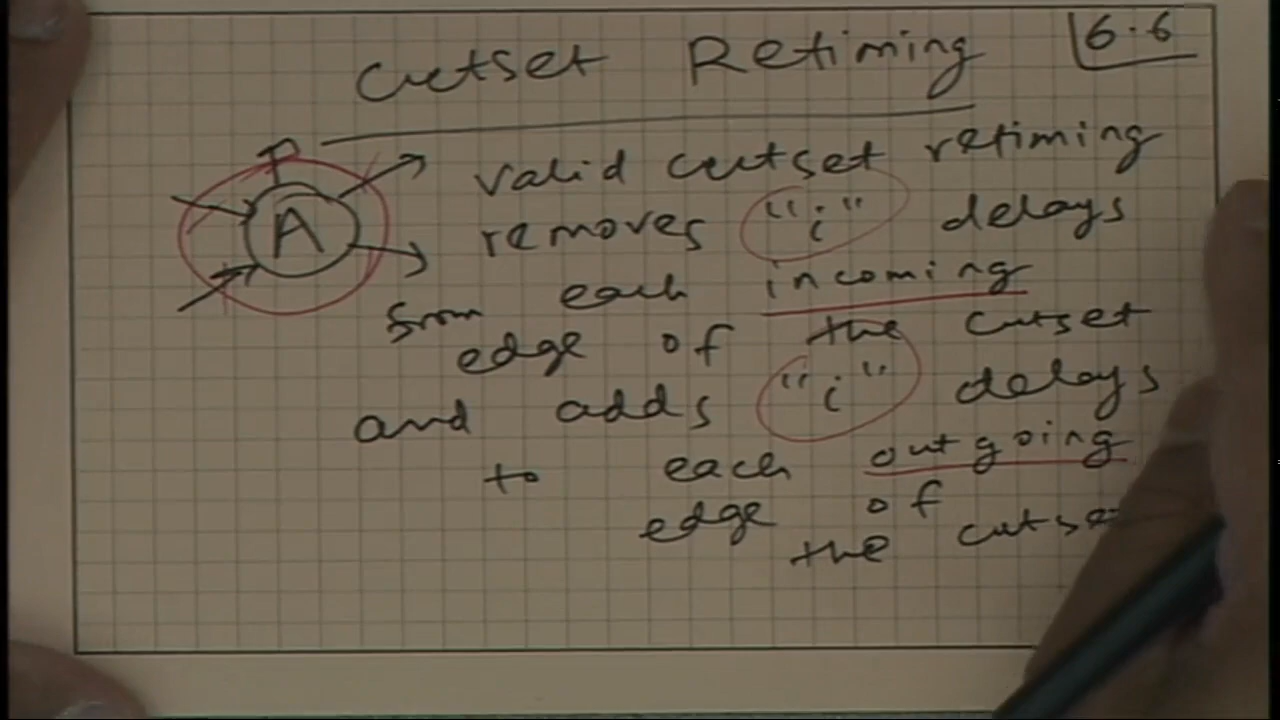 Cutset Retiming 6.6
A
valid cutset retiming
removes "i" delays
from each incoming
edge of the cutset
and adds "i" delays
to each outgoing
edge of
the cutset